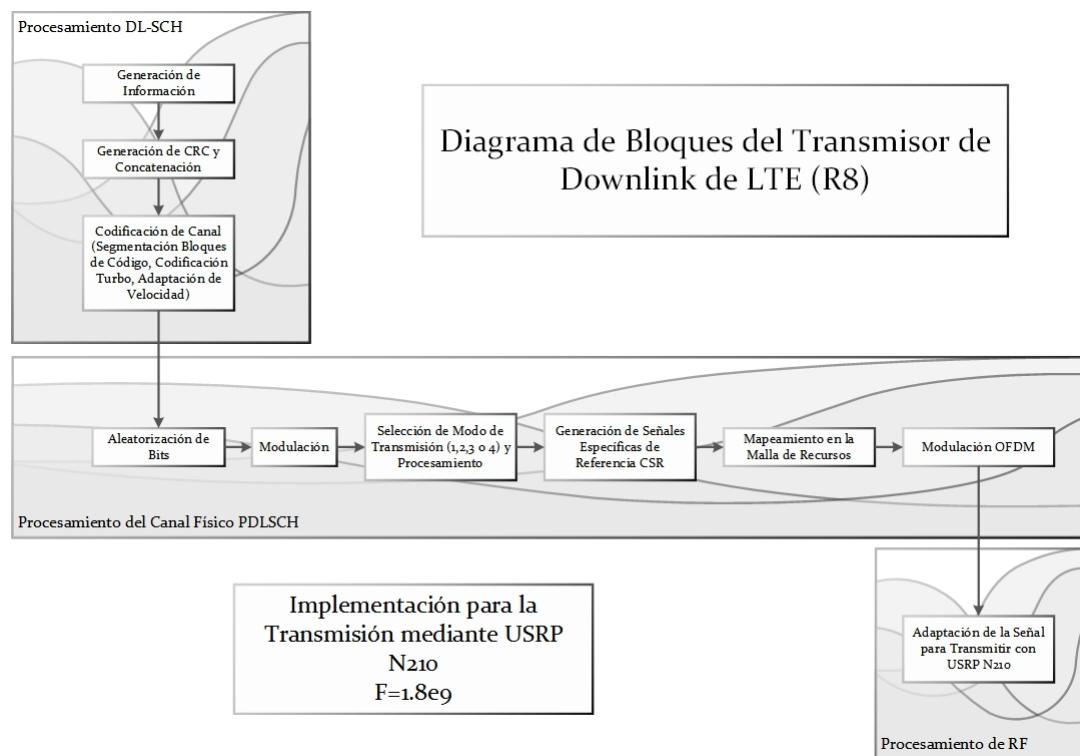 Procesamiento DL-SCH
Generación de
Información
Generación de CRC y
Concatenación
Codificación de Canal
(Segmentación Bloques
de Código, Codificación
Turbo, Adaptación de
Velocidad)
Diagrama de Bloques del Transmisor de
Downlink de LTE (R8)
Aleatorización de
Bits
Modulación
Selección de Modo de
Transmisión (1,2,3 o 4) y
Procesamiento
Generación de Señales
Específicas de
Referencia CSR
Mapeamiento en la
Malla de Recursos
Modulación OFDM
Procesamiento del Canal Físico PDLSCH
Implementación para la
Transmisión mediante USRP
N210
F=1.8e9
Adaptación de la Señal
para Transmitir con
USRP N210
Procesamiento de RF